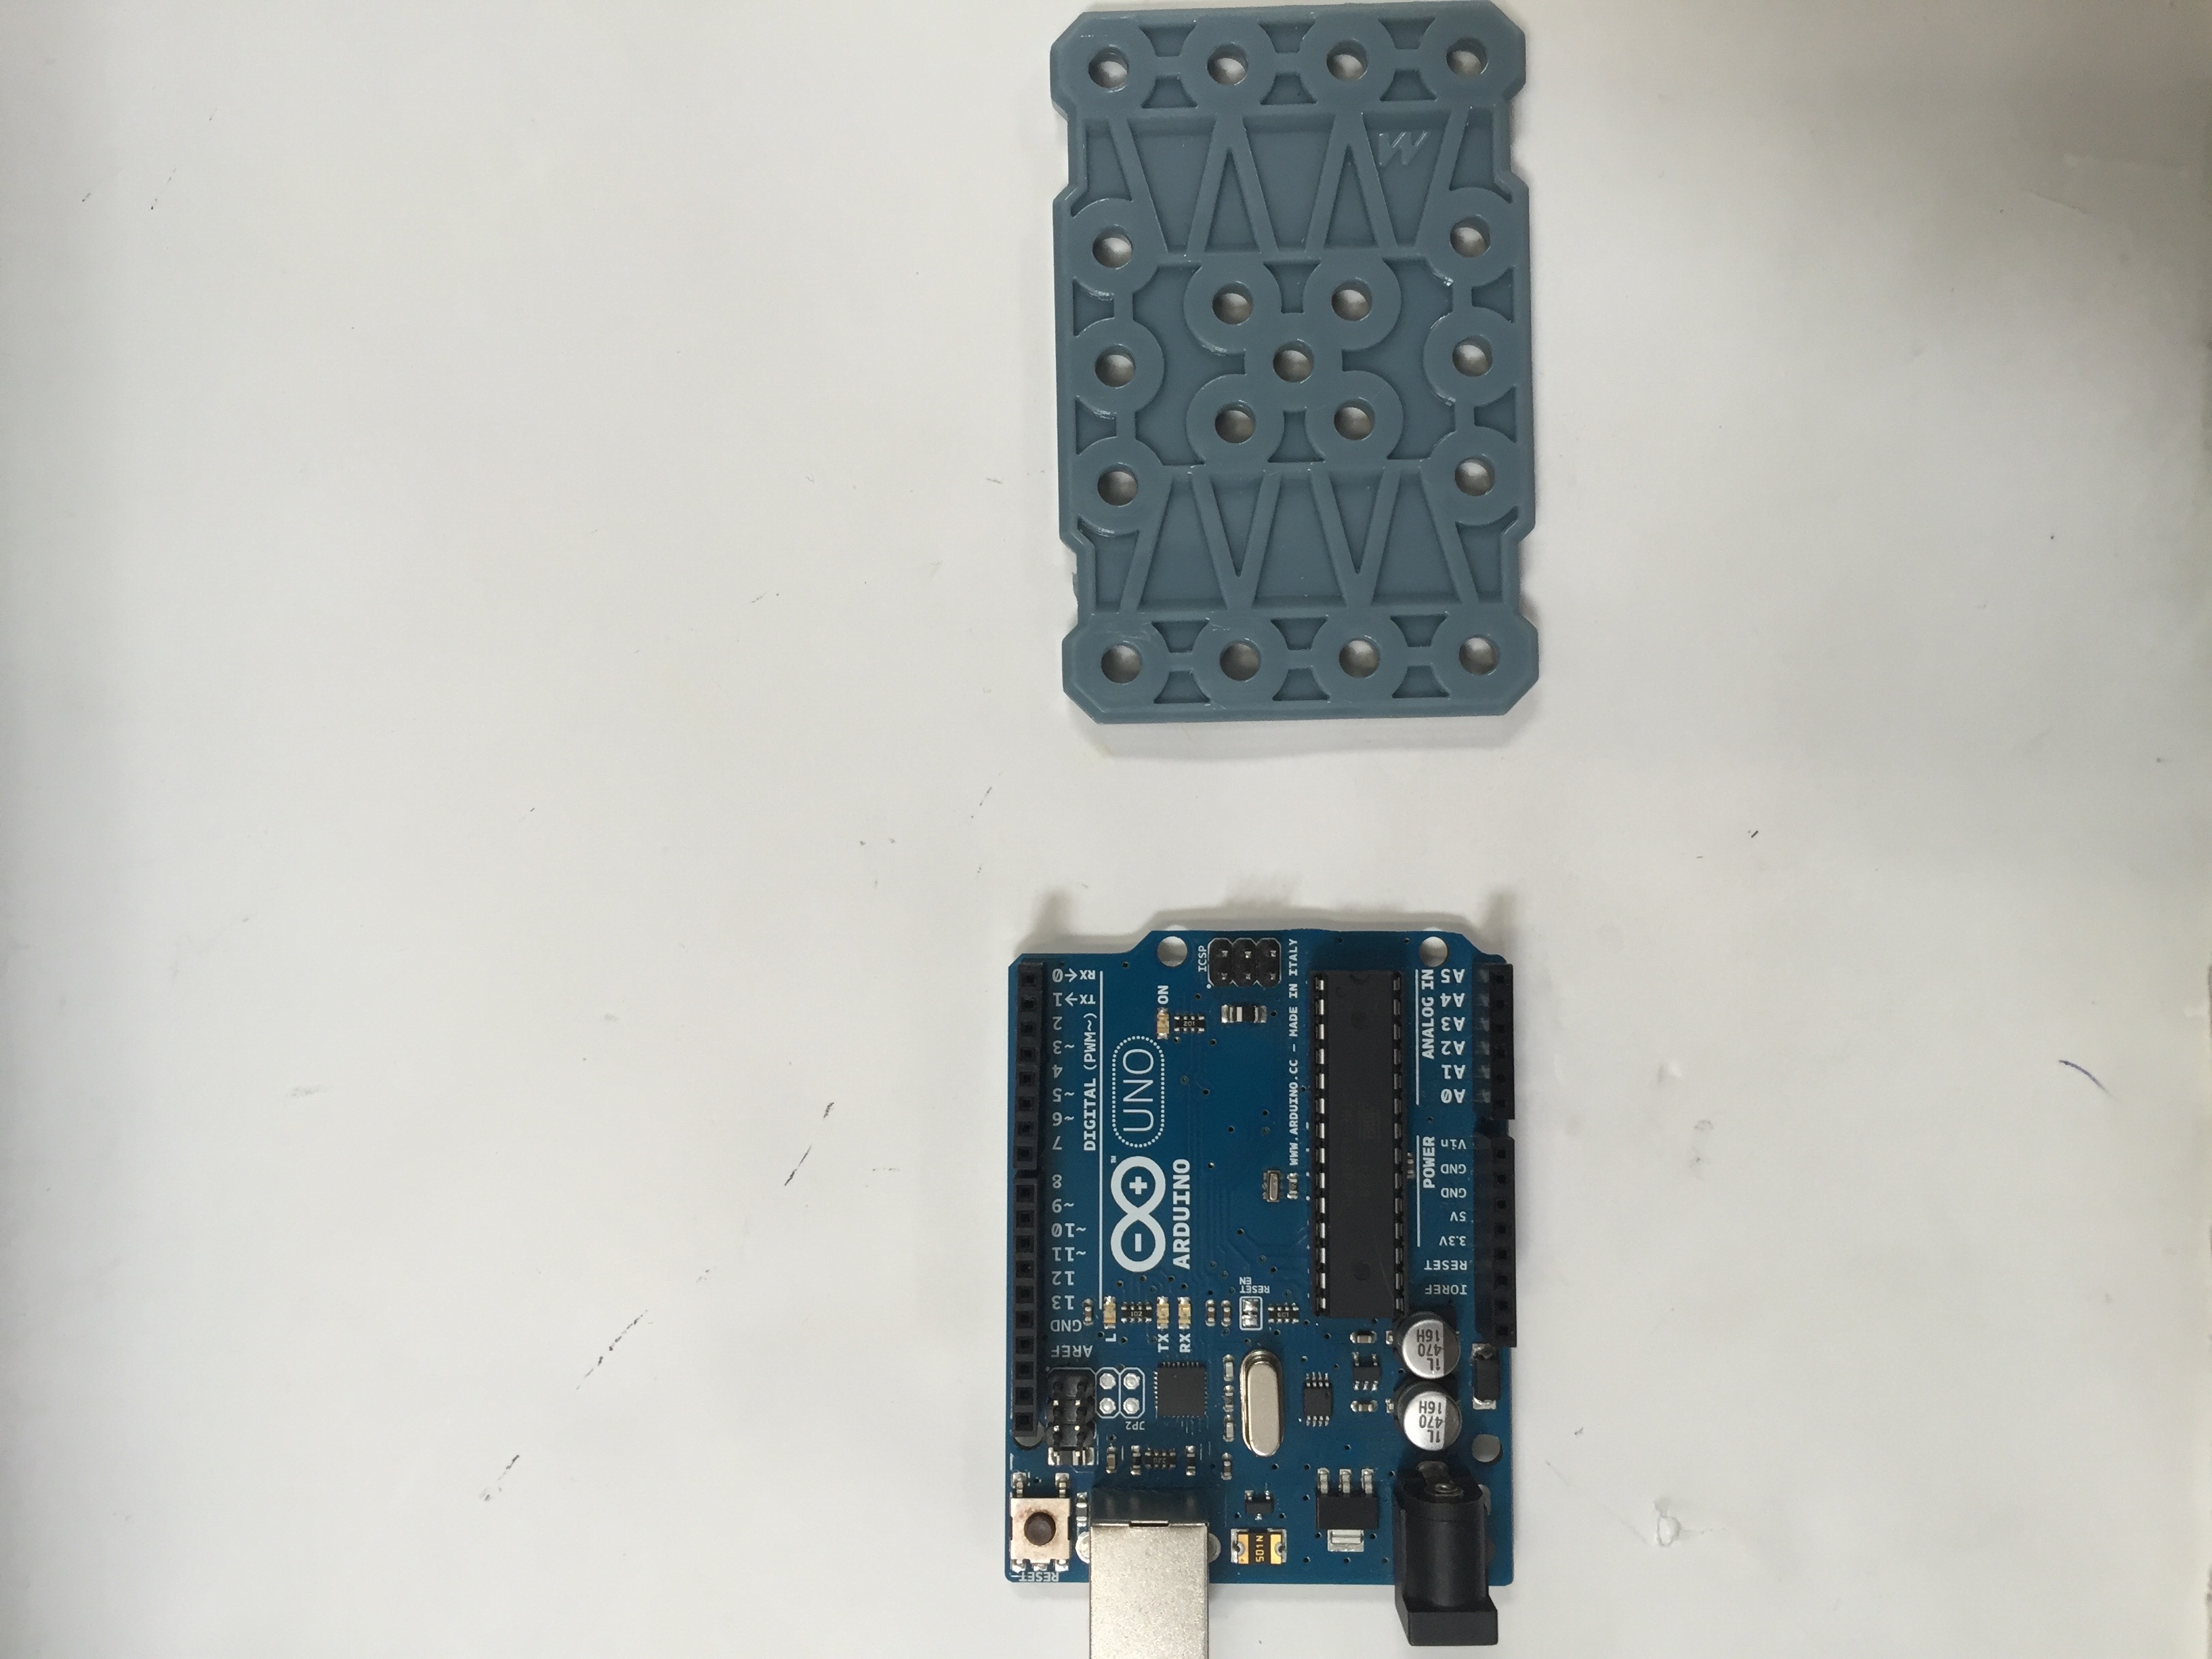 W
ICSP
ON
RX←0
TX→1
2
~3
4
~5
~6
7
8
~9
~10
~11
12
13
GND
AREF
DIGITAL (PWM~)
UNO
ARDUINO
TM
WWW.ARDUINO.CC - MADE IN ITALY
ANALOG IN
A5
A4
A3
A2
A1
A0
POWER
Vin
GND
GND
5V
3.3V
RESET
IOREF
RESET
EN
L
TX
RX
JP2
RESET
501N
470
16H
470
16H